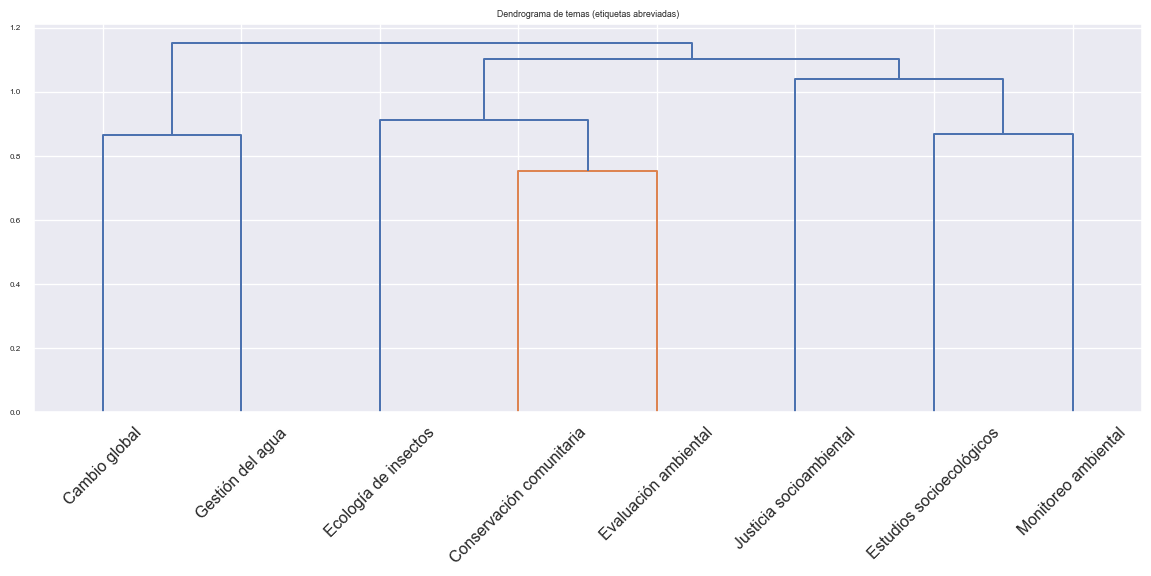 Dendrograma de temas (etiquetas abreviadas)
1.2
1.0
0.8
0.6
0.4
0.2
0.0
Cambio global
Gestión del agua
Ecología de insectos
Conservación comunitaria
Evaluación ambiental
Justicia socioambiental
Estudios socioecológicos
Monitoreo ambiental